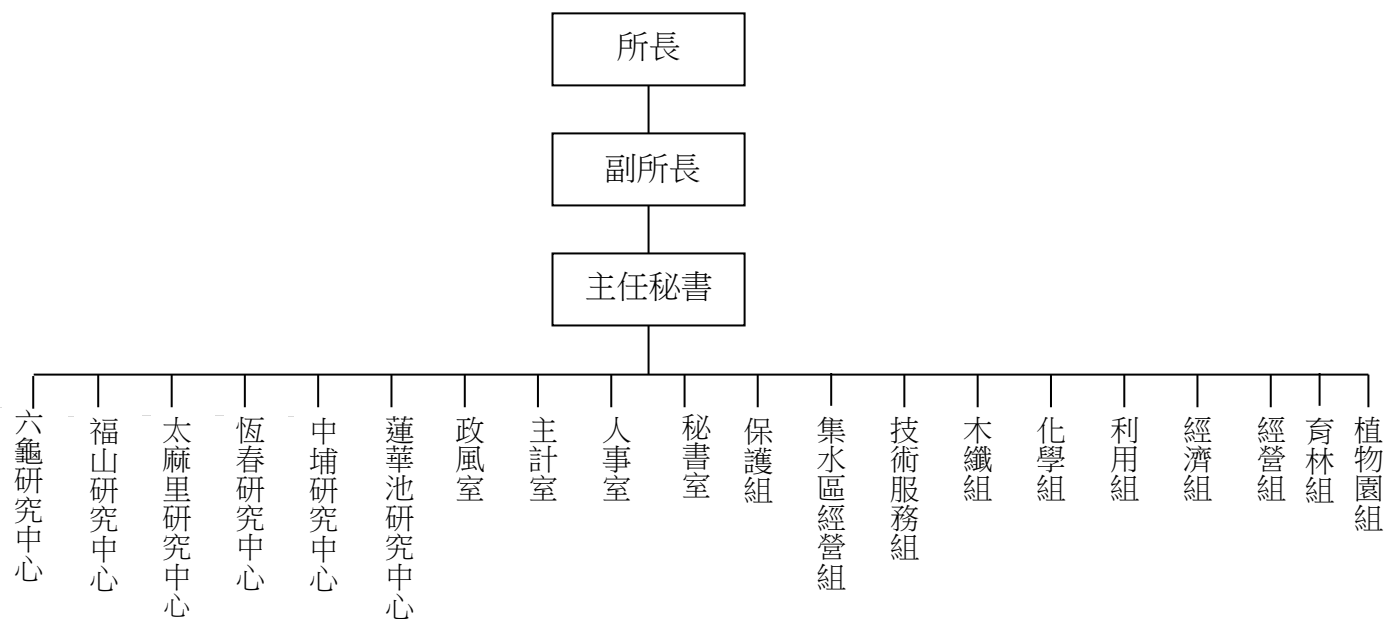 所長
副所長
主任秘書
六龜研究中心
福山研究中心
太麻里研究中心
恆春研究中心
中埔研究中心
蓮華池研究中心
政風室
主計室
人事室
秘書室
保護組
集水區經營組
技術服務組
木纖組
化學組
利用組
經濟組
經營組
育林組
植物園組